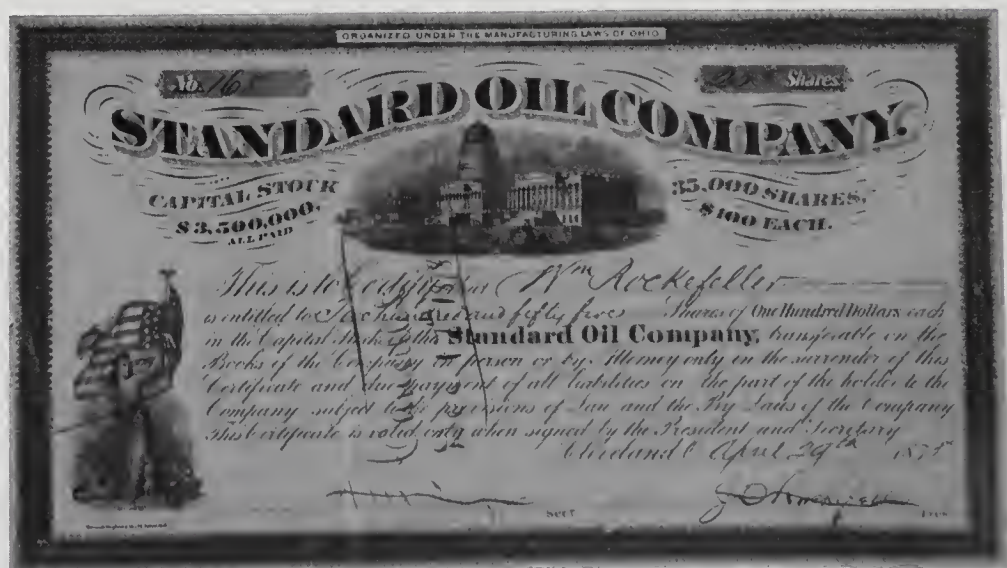 ORGANIZED UNDER THE MANUFACTURING LAWS OF OHIO
No. 168
Shares
STANDARD OIL COMPANY.
CAPITAL STOCK
$3,500,000,
ALL PAID
35,000 SHARES,
$100 EACH.
This is to certify that Wm Rockefeller
is entitled to hundred and fifty five Shares of One Hundred Dollars each
in the Capital Stock of the Standard Oil Company, transferable on the
Books of the Company in person or by Attorney only on the surrender of this
Certificate and due payment of all liabilities on the part of the holder to the
Company subject to the provisions of Law and the By Laws of the Company
This Certificate is valid only when signed by the President and Secretary
Cleveland O April 29th 187
SECY
PRES